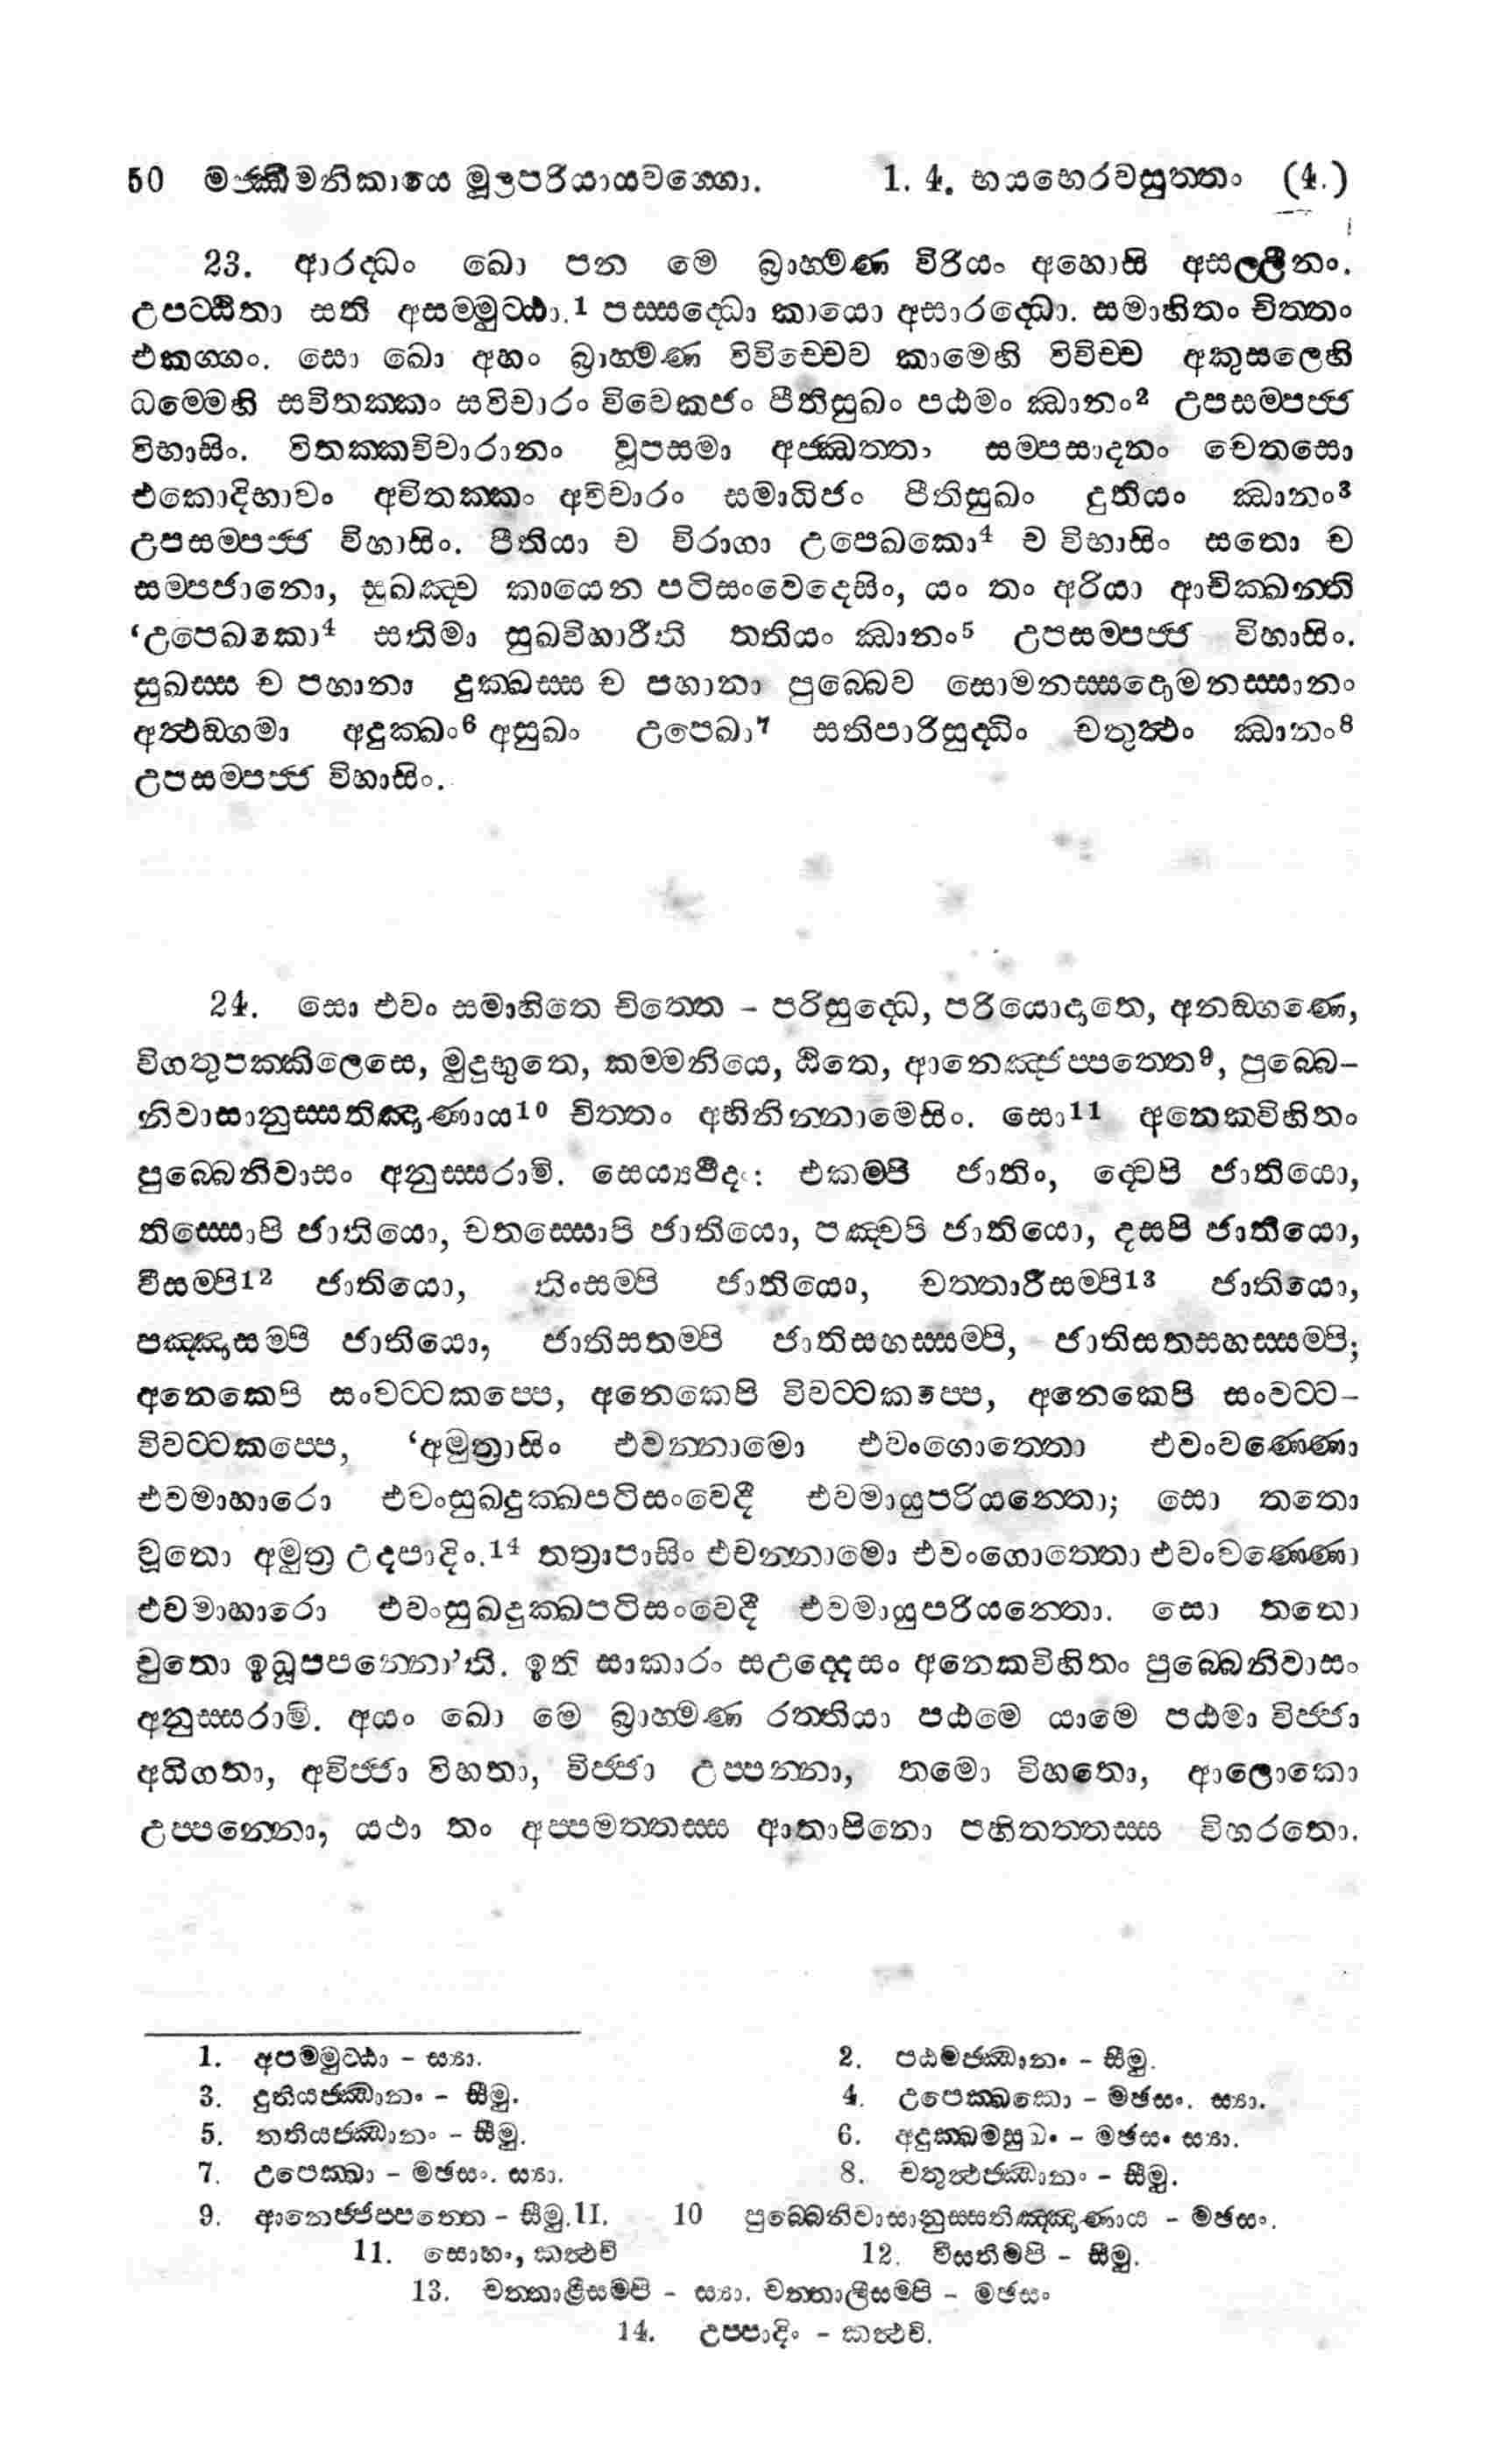 50 මජ්ඣිමනිකායෙ මූලපරියායවග්ගො. 1. 4. භයභෙරවසුත්තං (4.)
23. ආරද්ධං ඛො පන මෙ බ්‍රාහ්මණ විරියං අහොසි අසල්ලීනං.
උපට්ඨිතා සති අසම්මුට්ඨා.1 පස්සද්ධො කායො අසාරද්ධො. සමාහිතං චිත්තං
එකග්ගං. සො ඛො අහං බ්‍රාහ්මණ විවිච්චෙව කාමෙහි විවිච්ච අකුසලෙහි
ධම්මෙහි සවිතක්කං සවිචාරං විවෙකජං පීතිසුඛං පඨමං ඣානං2 උපසම්පජ්ජ
විහාසිං. විතක්කවිචාරානං වූපසමා අජ්ඣත්තං සම්පසාදනං චෙතසො
එකොදිභාවං අවිතක්කං අවිචාරං සමාධිජං පීතිසුඛං දුතියං ඣානං3
උපසම්පජ්ජ විහාසිං. පීතියා ච විරාගා උපෙඛකො4 ච විහාසිං සතො ච
සම්පජානො, සුඛඤ්ච කායෙන පටිසංවෙදෙසිං, යං තං අරියා ආචික්ඛන්ති
‘උපෙඛකො4 සතිමා සුඛවිහාරීති තතියං ඣානං5 උපසම්පජ්ජ විහාසිං.
සුඛස්ස ච පහානා දුක්ඛස්ස ච පහානා පුබ්බෙව සොමනස්සදොමනස්සානං
අත්ථඞ්ගමා අදුක්ඛං6 අසුඛං උපෙඛා7 සතිපාරිසුද්ධිං චතුත්ථං ඣානං8
උපසම්පජ්ජ විහාසිං.
24. සො එවං සමාහිතෙ චිත්තෙ - පරිසුද්ධෙ, පරියොදාතෙ, අනඞ්ගණෙ,
විගතුපක්කිලෙසෙ, මුදුභූතෙ, කම්මනියෙ, ඨිතෙ, ආනෙඤ්ජප්පත්තෙ9, පුබ්බෙ-
නිවාසානුස්සතිඤාණාය10 චිත්තං අභිනින්නාමෙසිං. සො11 අනෙකවිහිතං
පුබ්බෙනිවාසං අනුස්සරාමි. සෙය්‍යථීදං: එකම්පි ජාතිං, ද්වෙපි ජාතියො,
තිස්සොපි ජාතියො, චතස්සොපි ජාතියො, පඤ්චපි ජාතියො, දසපි ජාතියො,
වීසම්පි12 ජාතියො, තිංසම්පි ජාතියො, චත්තාරීසම්පි13 ජාතියො,
පඤ්ඤාසම්පි ජාතියො, ජාතිසතම්පි ජාතිසහස්සම්පි, ජාතිසතසහස්සම්පි;
අනෙකෙපි සංවට්ටකප්පෙ, අනෙකෙපි විවට්ටකප්පෙ, අනෙකෙපි සංවට්ට-
විවට්ටකප්පෙ, ‘අමුත්‍රාසිං එවන්නාමො එවංගොත්තො එවංවණ්ණො
එවමාහාරො එවංසුඛදුක්ඛපටිසංවෙදී එවමායුපරියන්තො; සො තතො
චුතො අමුත්‍ර උදපාදිං.14 තත්‍රාපාසිං එවන්නාමො එවංගොත්තො එවංවණ්ණො
එවමාහාරො එවංසුඛදුක්ඛපටිසංවෙදී එවමායුපරියන්තො. සො තතො
චුතො ඉධූපපන්නො’ති. ඉති සාකාරං සඋද්දෙසං අනෙකවිහිතං පුබ්බෙනිවාසං
අනුස්සරාමි. අයං ඛො මෙ බ්‍රාහ්මණ රත්තියා පඨමෙ යාමෙ පඨමා විජ්ජා
අධිගතා, අවිජ්ජා විහතා, විජ්ජා උප්පන්නා, තමො විහතො, ආලොකො
උප්පන්නො, යථා තං අප්පමත්තස්ස ආතාපිනො පහිතත්තස්ස විහරතො.
1. අපම්මුට්ඨා - ස්‍යා. 2. පඨමජ්ඣානං - සීමු.
3. දුතියජ්ඣානං - සීමු. 4. උපෙක්ඛකො - මඡසං. ස්‍යා.
5. තතියජ්ඣානං - සීමු. 6. අදුක්ඛමසුඛං - මඡසං ස්‍යා.
7. උපෙක්ඛා - මඡසං. ස්‍යා. 8. චතුත්ථජ්ඣානං - සීමු.
9. ආනෙජ්ජප්පත්තෙ - සීමු.II. 10 පුබ්බෙනිවාසානුස්සතිඤ්ඤාණාය - මඡසං.
11. සොහං, කත්ථචි 12. වීසතිම්පි - සීමු.
13. චත්තාළීසම්පි - ස්‍යා. චත්තාලීසම්පි - මඡසං
14. උප්පාදිං - කත්ථචි.